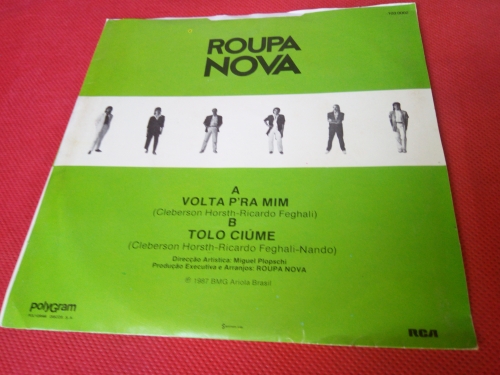 ROUPA
NOVA
A
VOLTA P'RA MIM
(Cleberson Horsth-Ricardo Feghali)
B
TOLO CIÚME
(Cleberson Horsth-Ricardo Feghali-Nando)
Direcção Artística: Miguel Plopschi
Produção Executiva e Arranjos: ROUPA NOVA
℗ 1987 BMG Ariola Brasil
polyGram
RCA